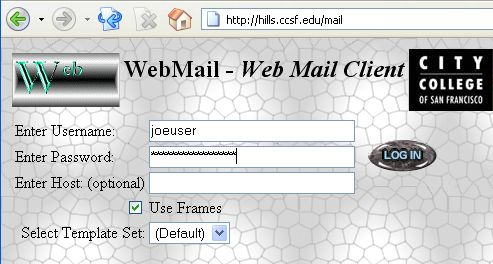 http://hills.ccsf.edu/mail
Web
WebMail - Web Mail Client
CITY
COLLEGE
OF SAN FRANCISCO
Enter Username: joeuser
Enter Password: ******************
LOG IN
Enter Host: (optional)
Use Frames
Select Template Set: (Default)